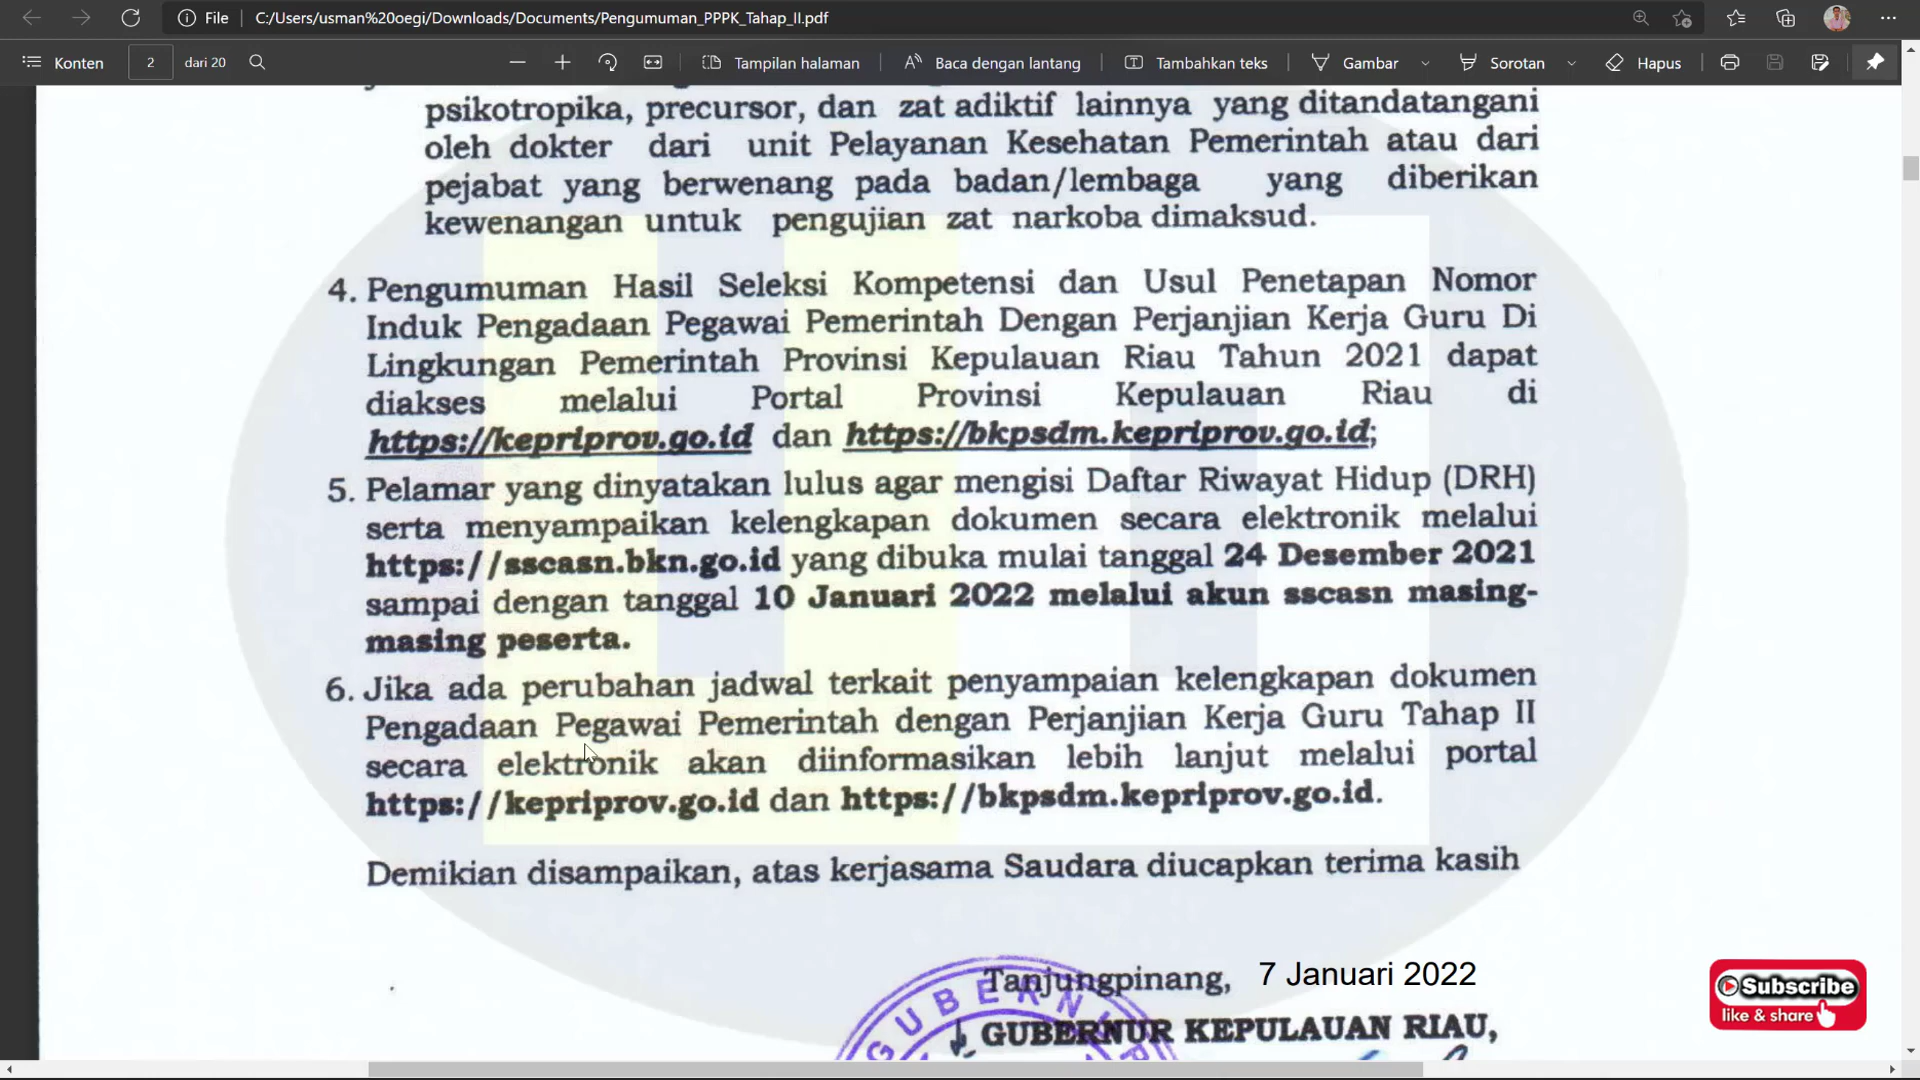 File C:/Users/usman%20oegi/Downloads/Documents/Pengumuman_PPPK_Tahap_II.pdf
Konten 2 dari 20 Tampilan halaman Baca dengan lantang Tambahkan teks Gambar Sorotan Hapus
psikotropika, precursor, dan zat adiktif lainnya yang ditandatangani
oleh dokter dari unit Pelayanan Kesehatan Pemerintah atau dari
pejabat yang berwenang pada badan/lembaga yang diberikan
kewenangan untuk pengujian zat narkoba dimaksud.
4. Pengumuman Hasil Seleksi Kompetensi dan Usul Penetapan Nomor
Induk Pengadaan Pegawai Pemerintah Dengan Perjanjian Kerja Guru Di
Lingkungan Pemerintah Provinsi Kepulauan Riau Tahun 2021 dapat
diakses melalui Portal Provinsi Kepulauan Riau di
https://kepriprov.go.id dan https://bkpsdm.kepriprov.go.id;
5. Pelamar yang dinyatakan lulus agar mengisi Daftar Riwayat Hidup (DRH)
serta menyampaikan kelengkapan dokumen secara elektronik melalui
https://sscasn.bkn.go.id yang dibuka mulai tanggal 24 Desember 2021
sampai dengan tanggal 10 Januari 2022 melalui akun sscasn masing-
masing peserta.
6. Jika ada perubahan jadwal terkait penyampaian kelengkapan dokumen
Pengadaan Pegawai Pemerintah dengan Perjanjian Kerja Guru Tahap II
secara elektronik akan diinformasikan lebih lanjut melalui portal
https://kepriprov.go.id dan https://bkpsdm.kepriprov.go.id.
Demikian disampaikan, atas kerjasama Saudara diucapkan terima kasih
Tanjungpinang, 7 Januari 2022
GUBERNUR KEPULAUAN RIAU,
GUBERNUR
Subscribe
like & share